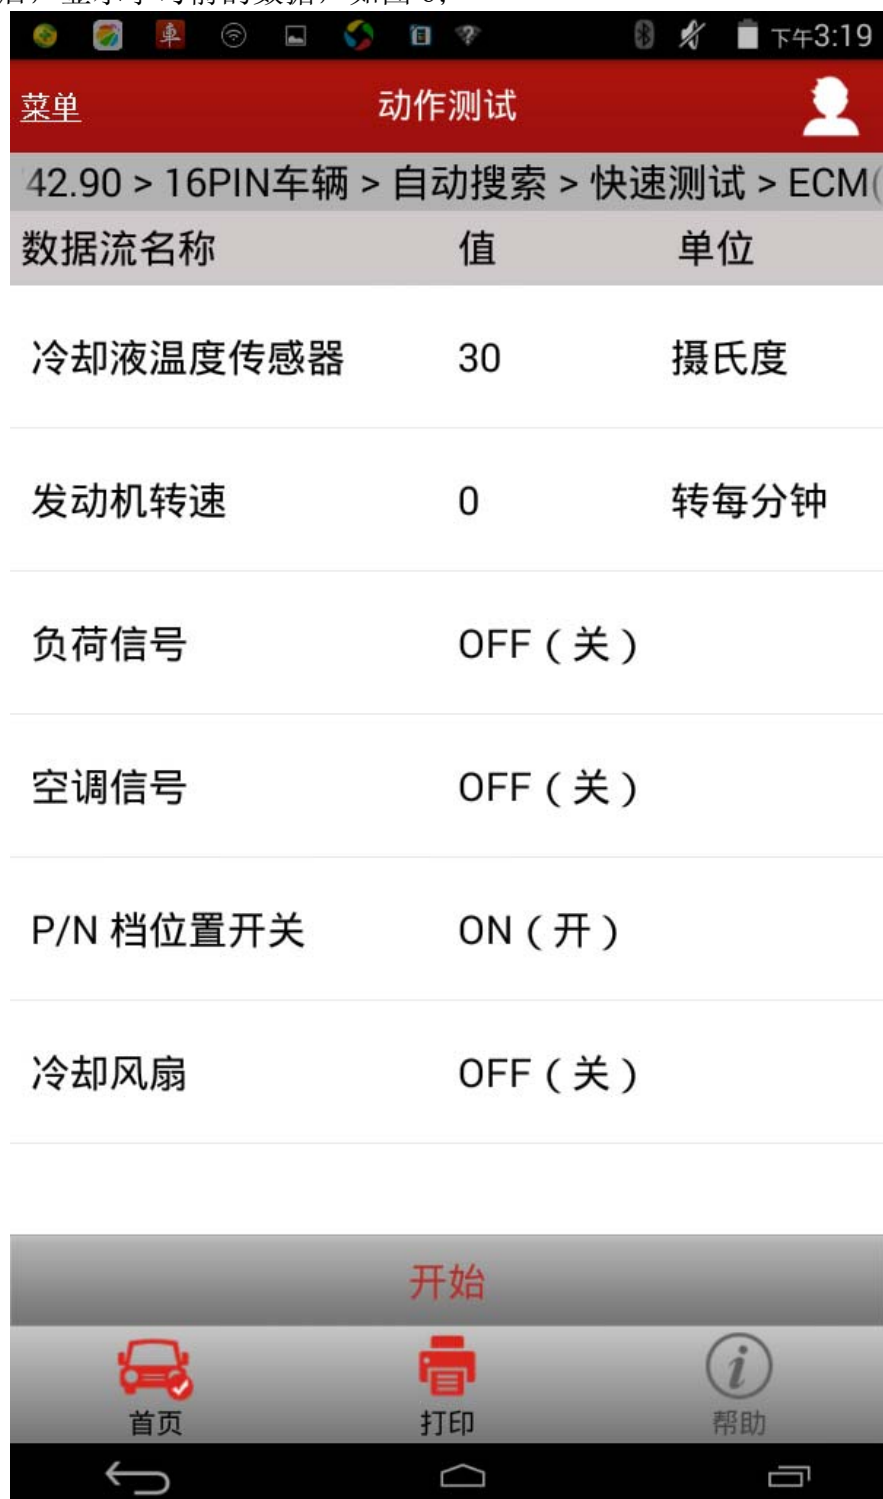 下午3:19
菜单 动作测试
42.90 > 16PIN车辆 > 自动搜索 > 快速测试 > ECM(
数据流名称 值 单位
冷却液温度传感器 30 摄氏度
发动机转速 0 转每分钟
负荷信号 OFF（关）
空调信号 OFF（关）
P/N 档位置开关 ON（开）
冷却风扇 OFF（关）
开始
首页 打印 帮助